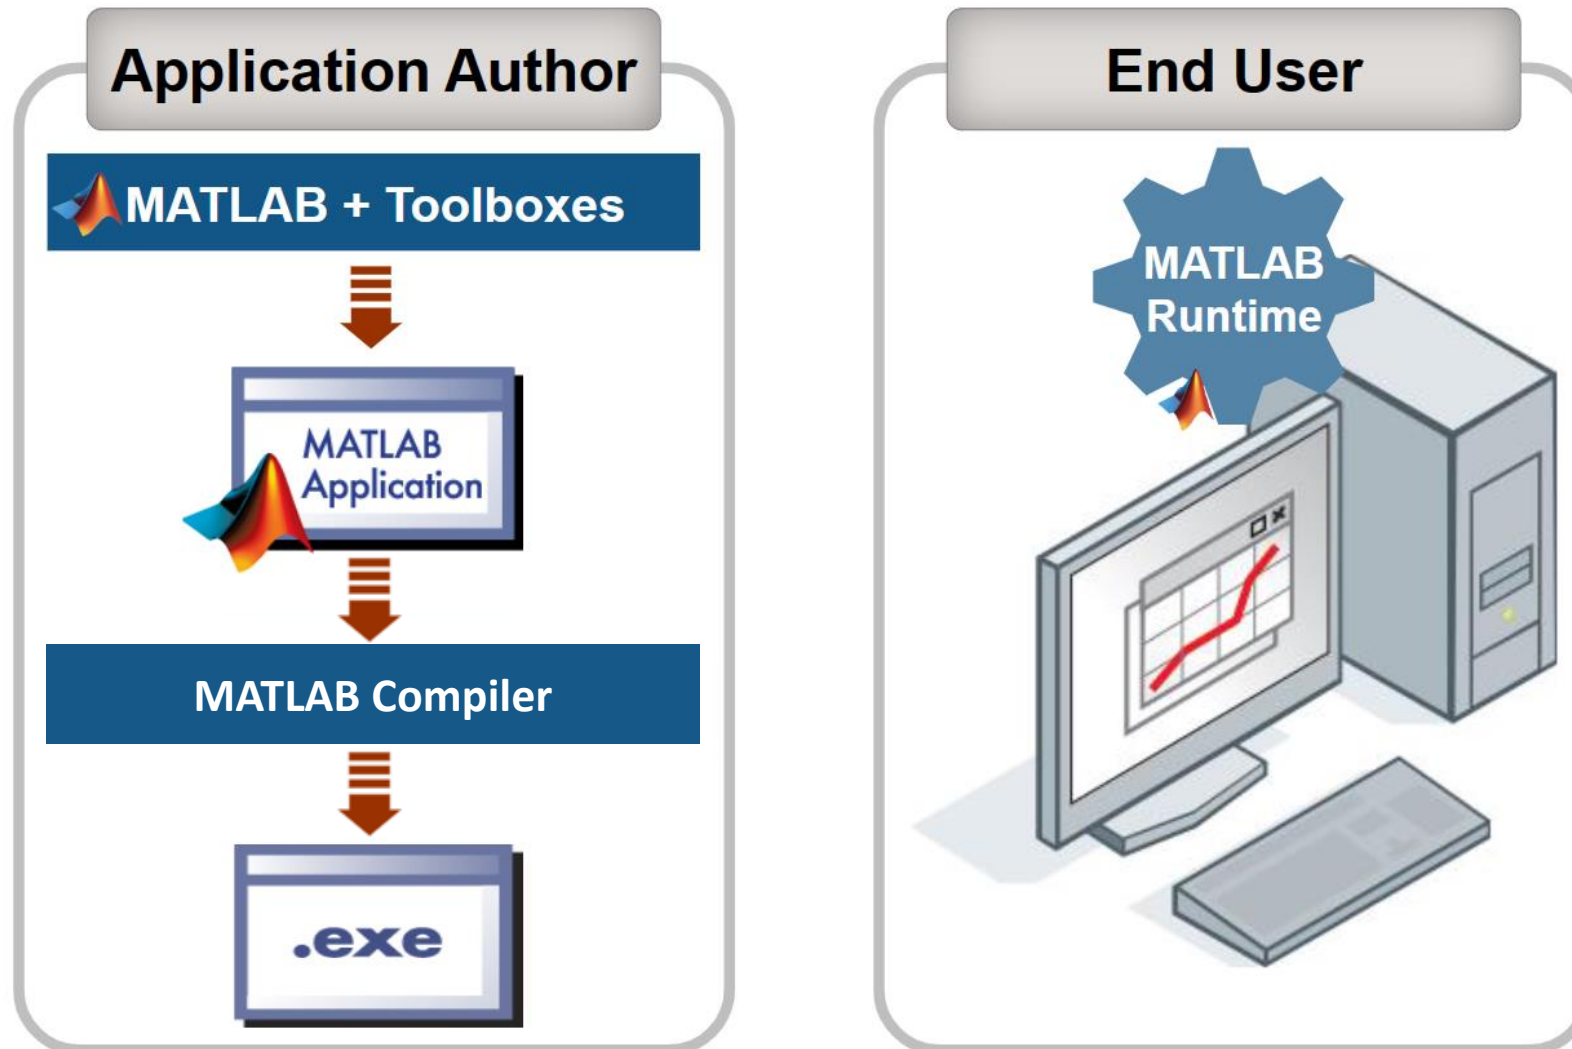 Application Author
MATLAB + Toolboxes
MATLAB
Application
MATLAB Compiler
.exe
End User
MATLAB
Runtime